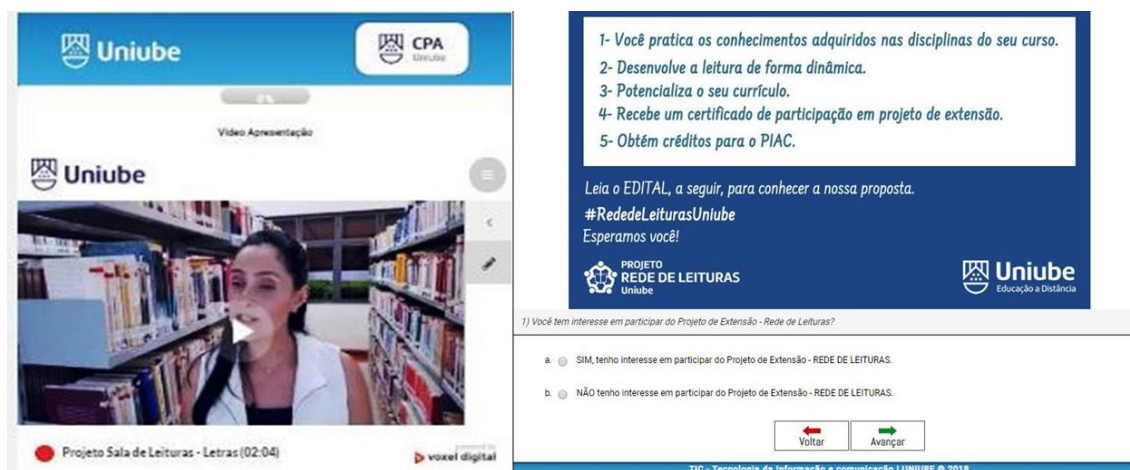 Uniube
CPA
Uniube
0%
Vídeo Apresentação
Uniube
Projeto Sala de Leituras - Letras (02:04)
voxel digital
1- Você pratica os conhecimentos adquiridos nas disciplinas do seu curso.
2- Desenvolve a leitura de forma dinâmica.
3- Potencializa o seu currículo.
4- Recebe um certificado de participação em projeto de extensão.
5- Obtém créditos para o PIAC.
Leia o EDITAL, a seguir, para conhecer a nossa proposta.
#RededeLeiturasUniube
Esperamos você!
PROJETO
REDE DE LEITURAS
Uniube
Uniube
Educação a Distância
1) Você tem interesse em participar do Projeto de Extensão - Rede de Leituras?
a. SIM, tenho interesse em participar do Projeto de Extensão - REDE DE LEITURAS.
b. NÃO tenho interesse em participar do Projeto de Extensão - REDE DE LEITURAS.
Voltar
Avançar
TIC - Tecnologia da Informação e comunicação | UNIUBE © 2018